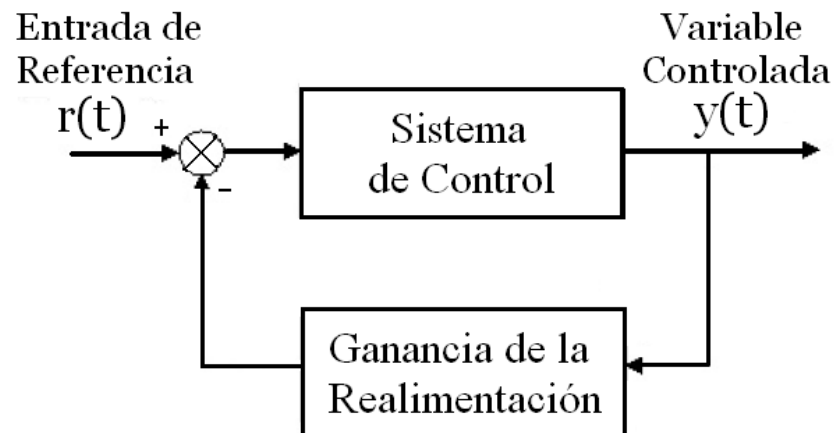 Entrada de
Referencia
r(t)
+
-
Sistema
de Control
Variable
Controlada
y(t)
Ganancia de la
Realimentación